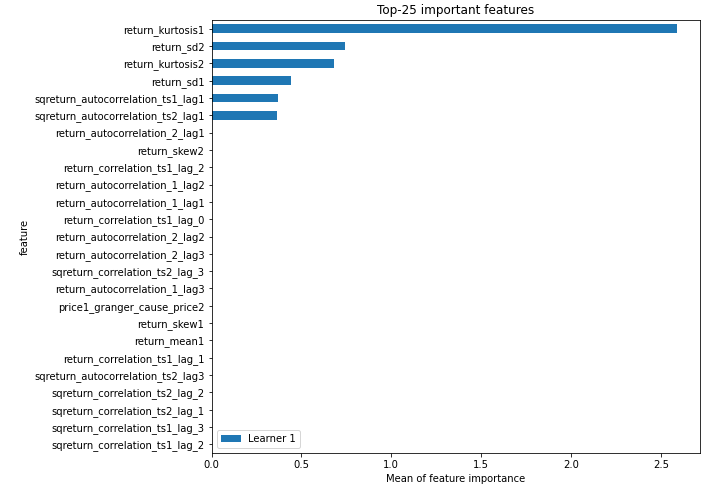 Top-25 important features
return_kurtosis1
return_sd2
return_kurtosis2
return_sd1
sqreturn_autocorrelation_ts1_lag1
sqreturn_autocorrelation_ts2_lag1
return_autocorrelation_2_lag1
return_skew2
return_correlation_ts1_lag_2
return_autocorrelation_1_lag2
return_autocorrelation_1_lag1
return_correlation_ts1_lag_0
return_autocorrelation_2_lag2
return_autocorrelation_2_lag3
sqreturn_correlation_ts2_lag_3
return_autocorrelation_1_lag3
price1_granger_cause_price2
return_skew1
return_mean1
return_correlation_ts1_lag_1
sqreturn_autocorrelation_ts2_lag3
sqreturn_correlation_ts2_lag_2
sqreturn_correlation_ts2_lag_1
sqreturn_correlation_ts1_lag_3
sqreturn_correlation_ts1_lag_2
feature
Learner 1
0.0 0.5 1.0 1.5 2.0 2.5
Mean of feature importance